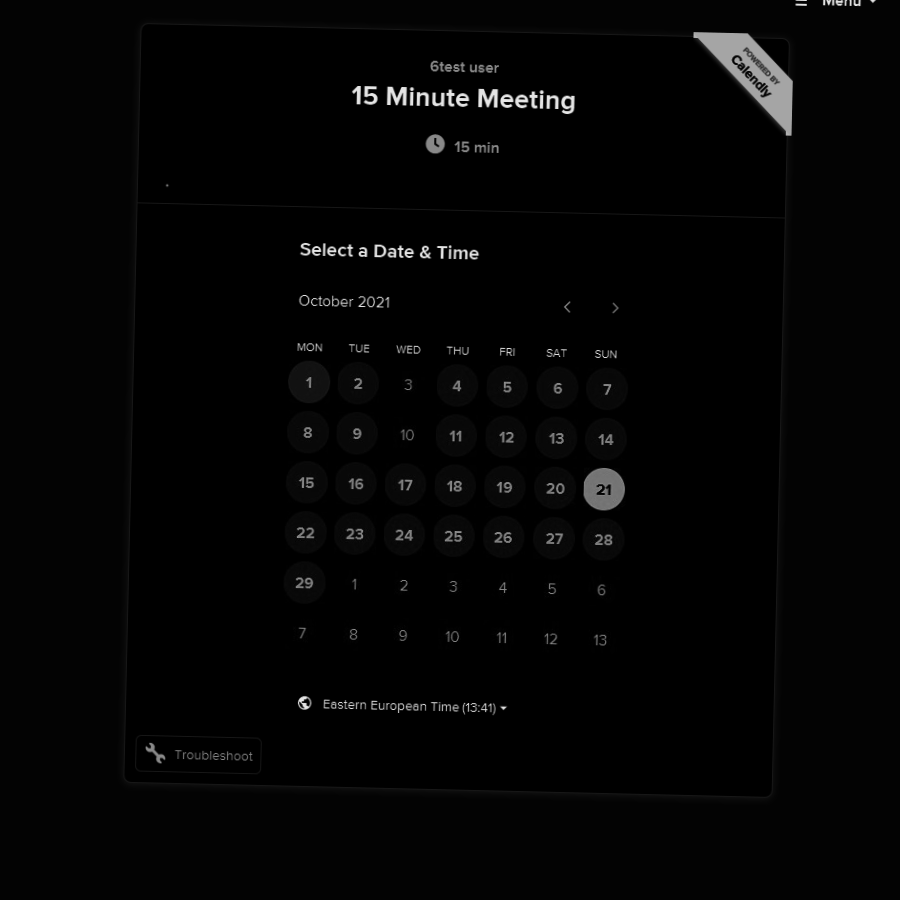 Menu
POWERED BY
Calendly
6test user
15 Minute Meeting
15 min
.
Select a Date & Time
October 2021
MON TUE WED THU FRI SAT SUN
1 2 3 4 5 6 7
8 9 10 11 12 13 14
15 16 17 18 19 20 21
22 23 24 25 26 27 28
29 1 2 3 4 5 6
7 8 9 10 11 12 13
Eastern European Time (13:41)
Troubleshoot